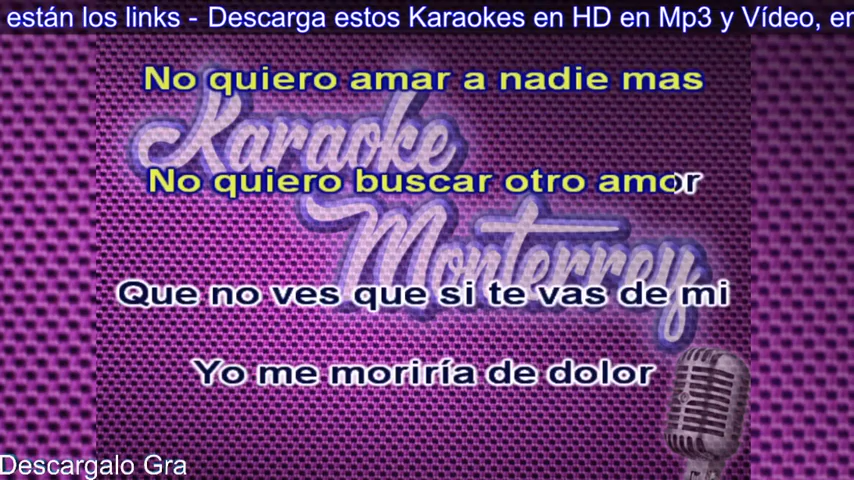 están los links - Descarga estos Karaokes en HD en Mp3 y Vídeo, en
No quiero amar a nadie mas
Karaoke
No quiero buscar otro amor
Monterrey
Que no ves que si te vas de mi
Yo me moriría de dolor
Descargalo Gra